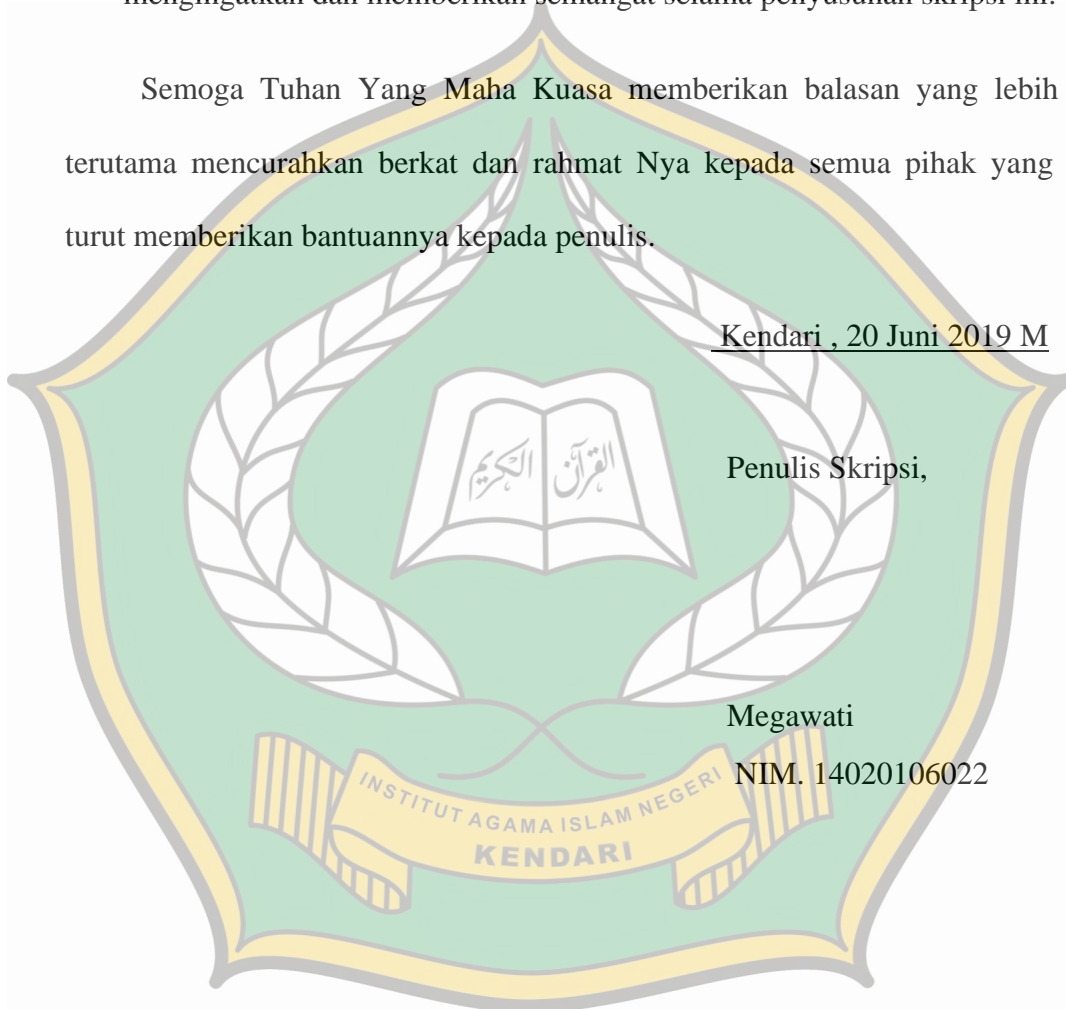 mengingatkan dan memberikan semangat selama penyusunan skripsi ini.
Semoga Tuhan Yang Maha Kuasa memberikan balasan yang lebih
terutama mencurahkan berkat dan rahmat Nya kepada semua pihak yang
turut memberikan bantuannya kepada penulis.
Kendari , 20 Juni 2019 M
القرآن الكريم
Penulis Skripsi,
Megawati
NIM. 14020106022
INSTITUT AGAMA ISLAM NEGERI
KENDARI